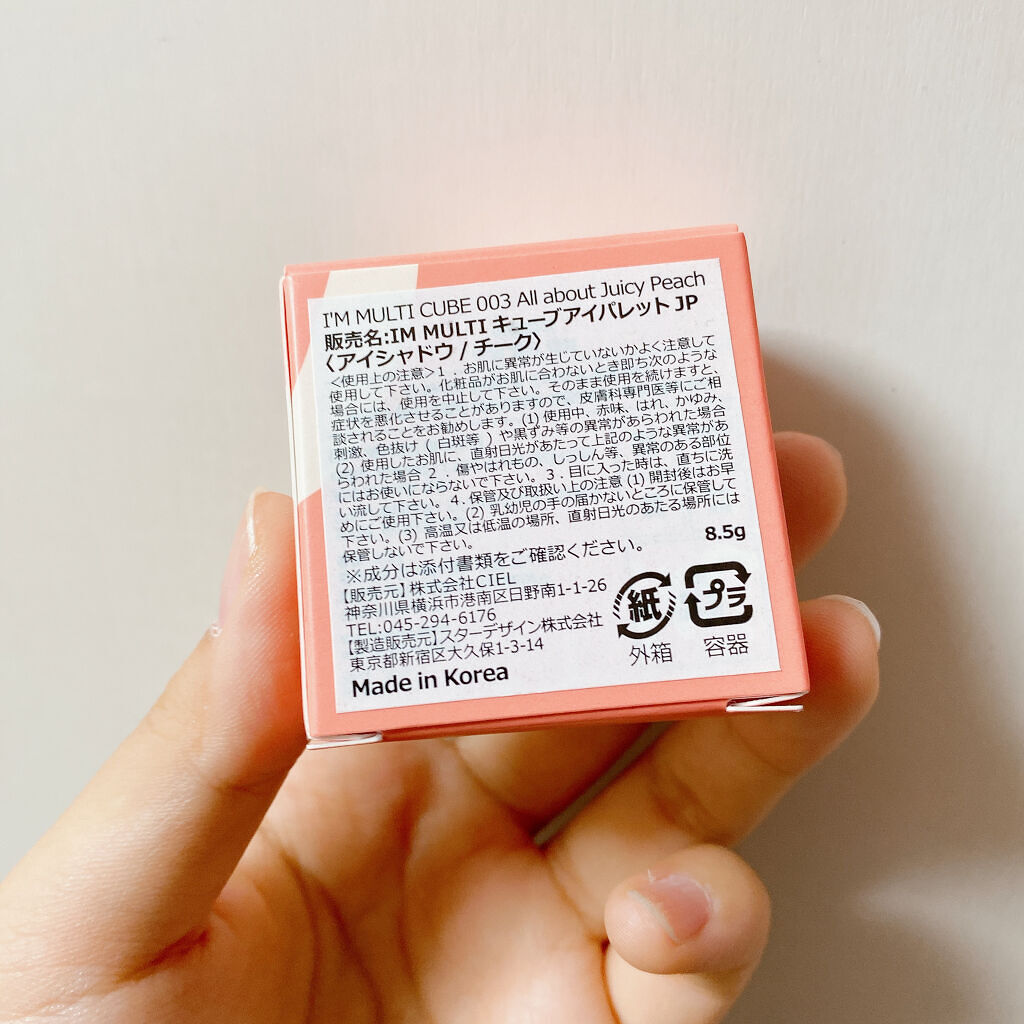 I'M MULTI CUBE 003 All about Juicy Peach
販売名:IM MULTI キューブアイパレット JP
〈アイシャドウ / チーク〉
＜使用上の注意＞1．お肌に異常が生じていないかよく注意して
使用して下さい。化粧品がお肌に合わないとき即ち次のような
場合には、使用を中止して下さい。そのまま使用を続けますと、
症状を悪化させることがありますので、皮膚科専門医等にご相
談されることをお勧めします。(1) 使用中、赤味、はれ、かゆみ、
刺激、色抜け ( 白斑等 ) や黒ずみ等の異常があらわれた場合
(2) 使用したお肌に、直射日光があたって上記のような異常があ
らわれた場合 2．傷やはれもの、しっしん等、異常のある部位
にはお使いにならないで下さい。3．目に入った時は、直ちに洗
い流して下さい。4．保管及び取扱い上の注意 (1) 開封後はお早
めにご使用下さい。(2) 乳幼児の手の届かないところに保管して
下さい。(3) 高温又は低温の場所、直射日光のあたる場所には
保管しないで下さい。
8.5g
※成分は添付書類をご確認ください。
【販売元】株式会社CIEL
神奈川県横浜市港南区日野南1-1-26
TEL:045-294-6176
【製造販売元】スターデザイン株式会社
東京都新宿区大久保1-3-14
Made in Korea
紙
外箱
プラ
容器